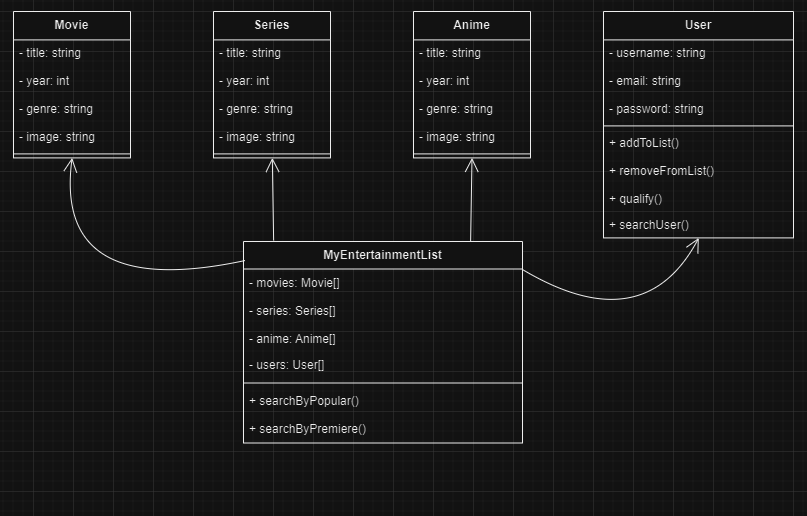 Movie
- title: string
- year: int
- genre: string
- image: string
Series
- title: string
- year: int
- genre: string
- image: string
Anime
- title: string
- year: int
- genre: string
- image: string
User
- username: string
- email: string
- password: string
+ addToList()
+ removeFromList()
+ qualify()
+ searchUser()
MyEntertainmentList
- movies: Movie[]
- series: Series[]
- anime: Anime[]
- users: User[]
+ searchByPopular()
+ searchByPremiere()